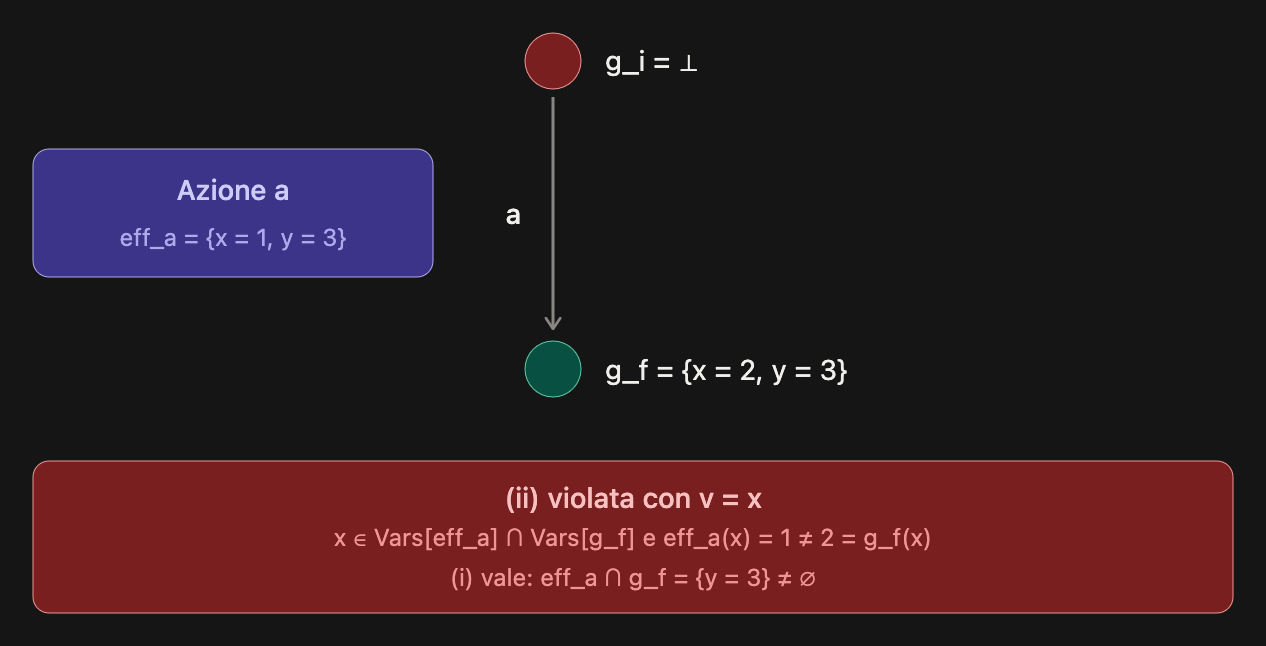 g_i = ⊥
Azione a
eff_a = {x = 1, y = 3}
a
g_f = {x = 2, y = 3}
(ii) violata con v = x
x ∈ Vars[eff_a] ∩ Vars[g_f] e eff_a(x) = 1 ≠ 2 = g_f(x)
(i) vale: eff_a ∩ g_f = {y = 3} ≠ ∅